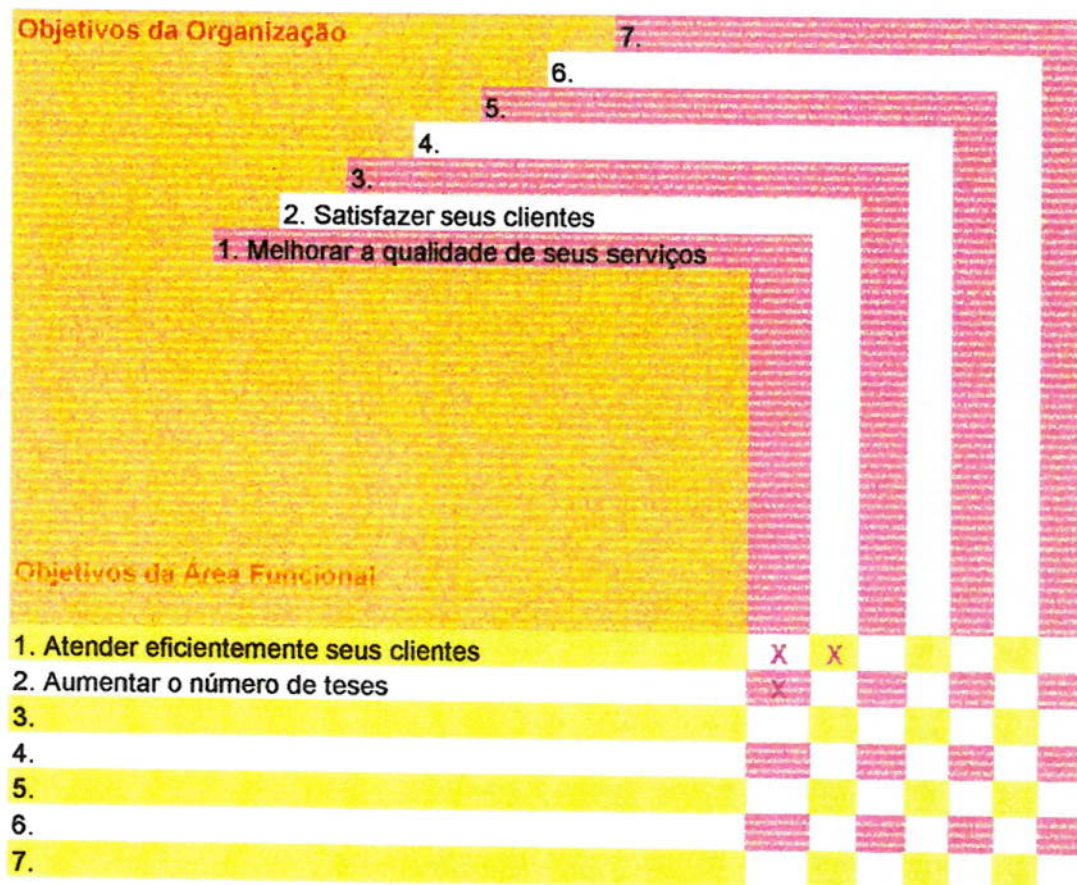 Objetivos da Organização
7.
6.
5.
4.
3.
2. Satisfazer seus clientes
1. Melhorar a qualidade de seus serviços
Objetivos da Área Funcional
1. Atender eficientemente seus clientes X X
2. Aumentar o número de teses X
3.
4.
5.
6.
7.